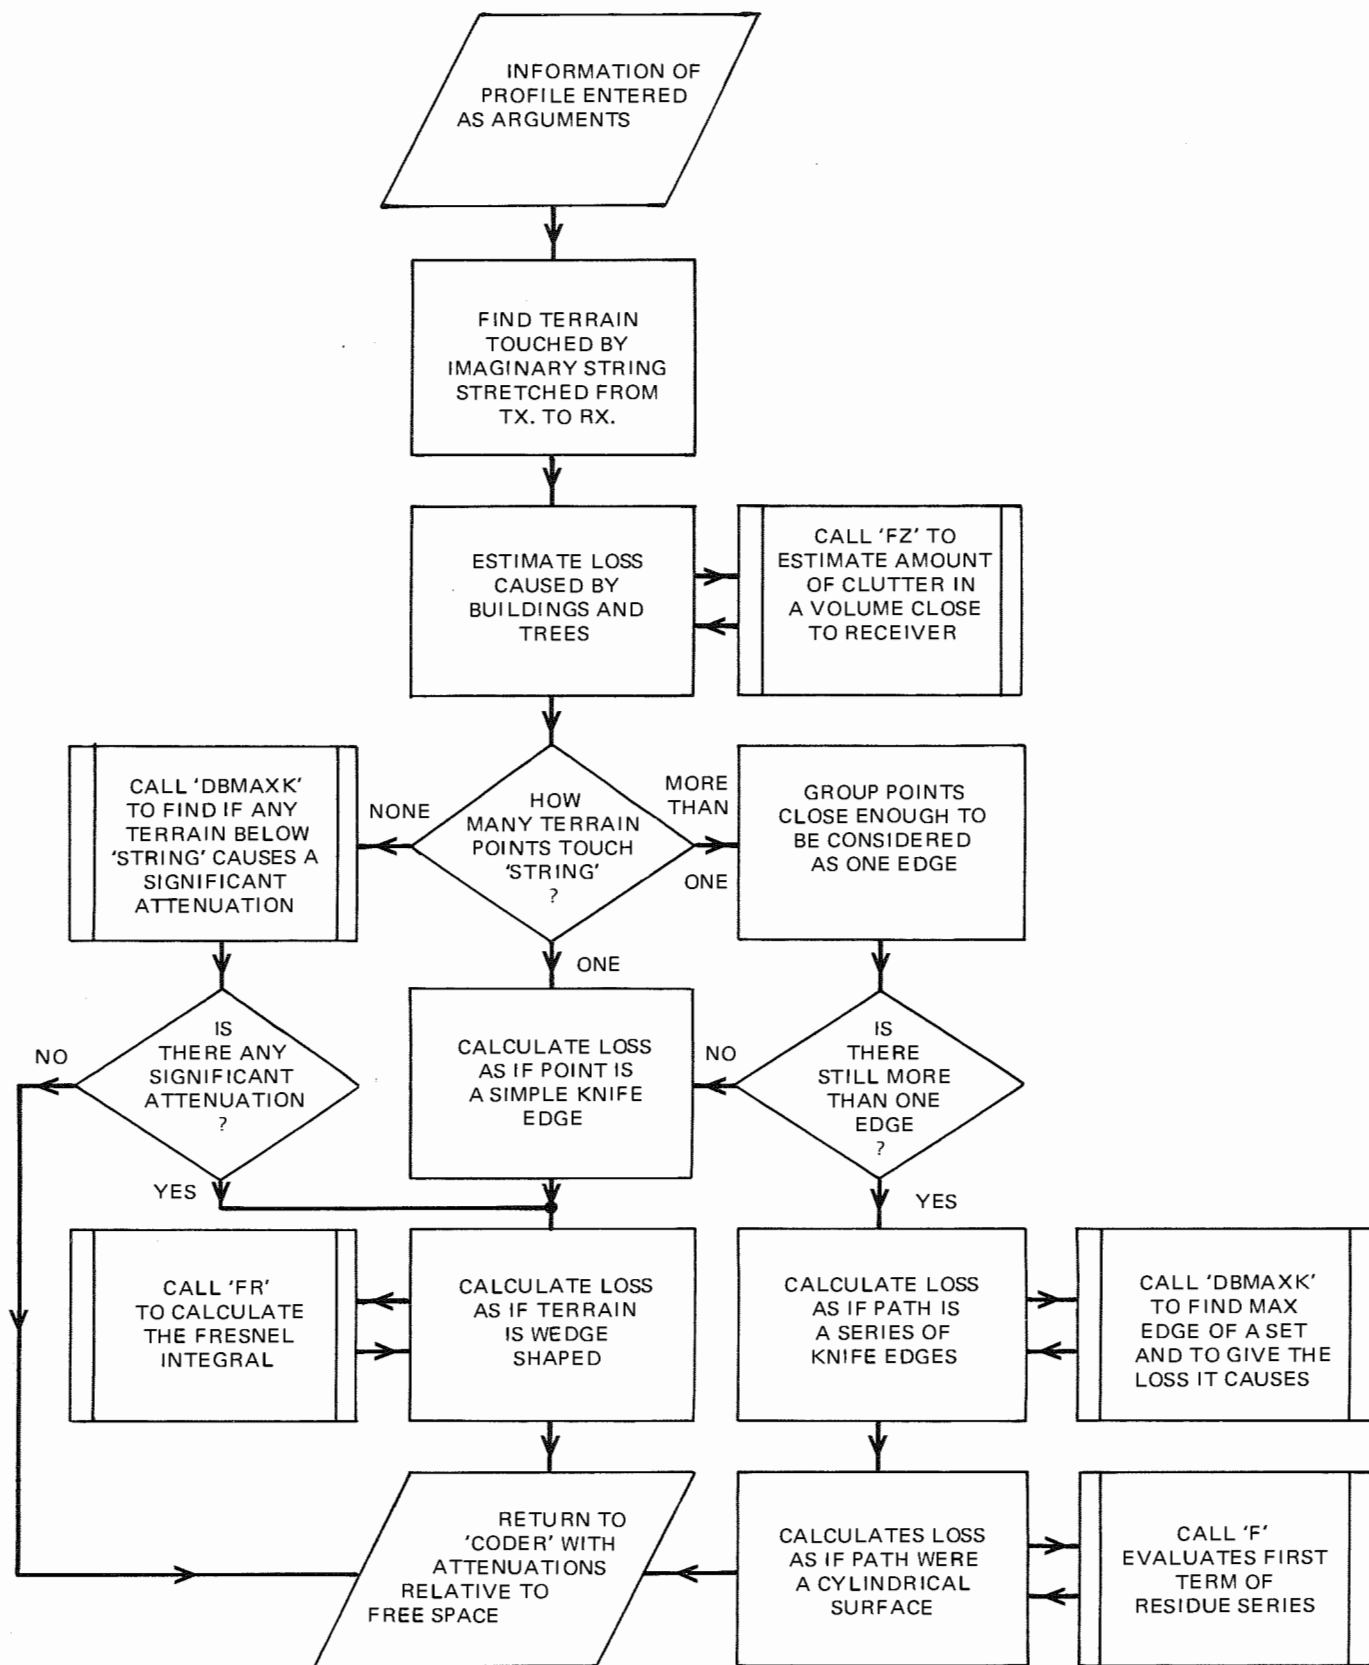 INFORMATION OF
PROFILE ENTERED
AS ARGUMENTS
FIND TERRAIN
TOUCHED BY
IMAGINARY STRING
STRETCHED FROM
TX. TO RX.
ESTIMATE LOSS
CAUSED BY
BUILDINGS AND
TREES
CALL 'FZ' TO
ESTIMATE AMOUNT
OF CLUTTER IN
A VOLUME CLOSE
TO RECEIVER
CALL 'DBMAXK'
TO FIND IF ANY
TERRAIN BELOW
'STRING' CAUSES A
SIGNIFICANT
ATTENUATION
NONE
HOW
MANY TERRAIN
POINTS TOUCH
'STRING'
?
MORE
THAN
ONE
GROUP POINTS
CLOSE ENOUGH TO
BE CONSIDERED
AS ONE EDGE
ONE
NO
IS
THERE ANY
SIGNIFICANT
ATTENUATION
?
CALCULATE LOSS
AS IF POINT IS
A SIMPLE KNIFE
EDGE
NO
IS
THERE
STILL MORE
THAN ONE
EDGE
?
YES
YES
CALL 'FR'
TO CALCULATE
THE FRESNEL
INTEGRAL
CALCULATE LOSS
AS IF TERRAIN
IS WEDGE
SHAPED
CALCULATE LOSS
AS IF PATH IS
A SERIES OF
KNIFE EDGES
CALL 'DBMAXK'
TO FIND MAX
EDGE OF A SET
AND TO GIVE THE
LOSS IT CAUSES
RETURN TO
'CODER' WITH
ATTENUATIONS
RELATIVE TO
FREE SPACE
CALCULATES LOSS
AS IF PATH WERE
A CYLINDRICAL
SURFACE
CALL 'F'
EVALUATES FIRST
TERM OF
RESIDUE SERIES